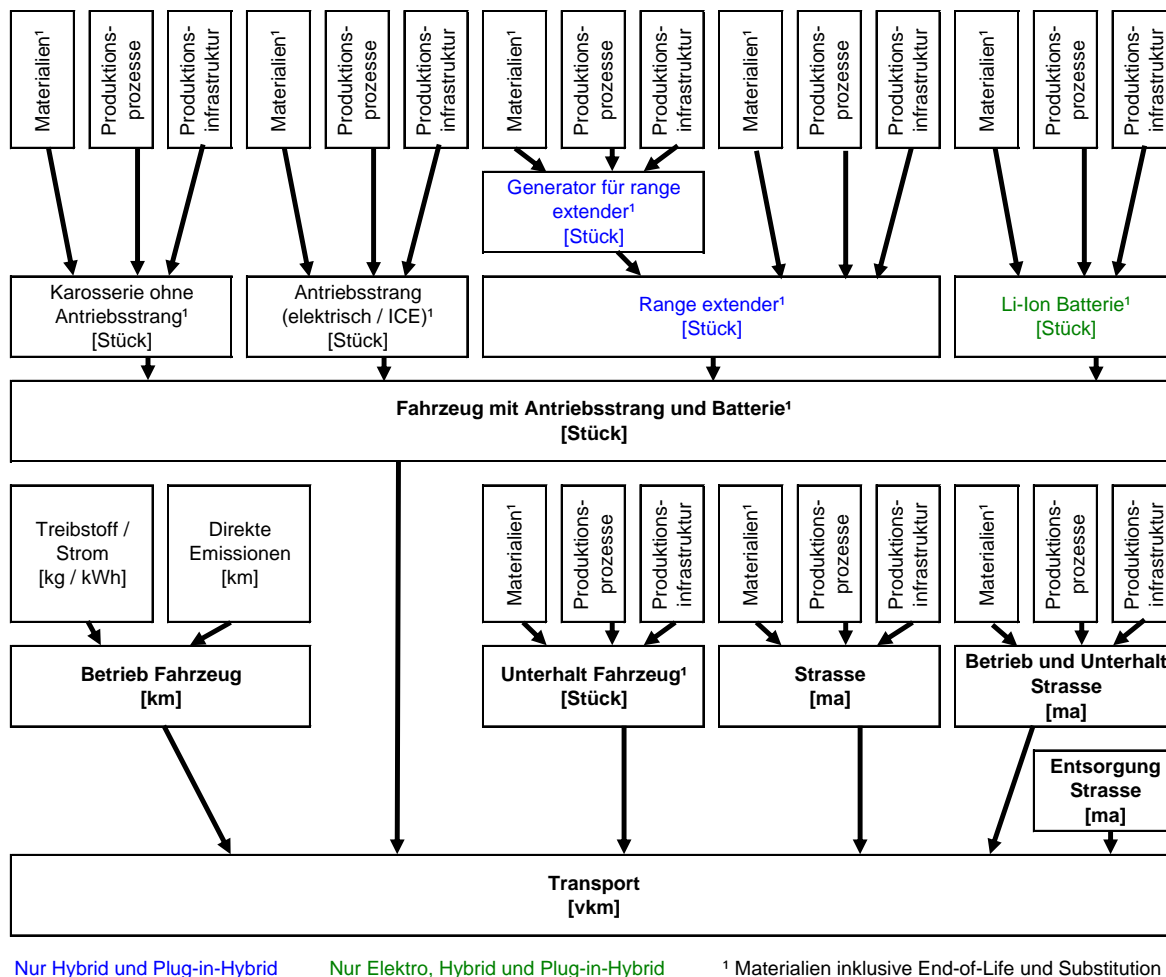 Materialien¹
Produktions-
prozesse
Produktions-
infrastruktur
Materialien¹
Produktions-
prozesse
Produktions-
infrastruktur
Materialien¹
Produktions-
prozesse
Produktions-
infrastruktur
Materialien¹
Produktions-
prozesse
Produktions-
infrastruktur
Materialien¹
Produktions-
prozesse
Produktions-
infrastruktur
Generator für range
extender¹
[Stück]
Karosserie ohne
Antriebsstrang¹
[Stück]
Antriebsstrang
(elektrisch / ICE)¹
[Stück]
Range extender¹
[Stück]
Li-Ion Batterie¹
[Stück]
Fahrzeug mit Antriebsstrang und Batterie¹
[Stück]
Treibstoff /
Strom
[kg / kWh]
Direkte
Emissionen
[km]
Materialien¹
Produktions-
prozesse
Produktions-
infrastruktur
Materialien¹
Produktions-
prozesse
Produktions-
infrastruktur
Materialien¹
Produktions-
prozesse
Produktions-
infrastruktur
Betrieb Fahrzeug
[km]
Unterhalt Fahrzeug¹
[Stück]
Strasse
[ma]
Betrieb und Unterhalt
Strasse
[ma]
Entsorgung
Strasse
[ma]
Transport
[vkm]
Nur Hybrid und Plug-in-Hybrid
Nur Elektro, Hybrid und Plug-in-Hybrid
¹ Materialien inklusive End-of-Life und Substitution